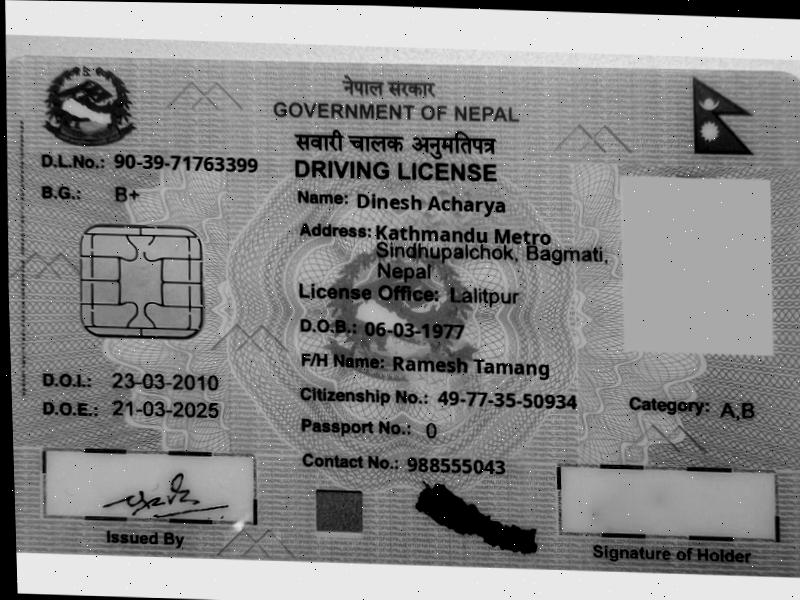 नेपाल सरकार
GOVERNMENT OF NEPAL
सवारी चालक अनुमतिपत्र
DRIVING LICENSE
D.L.No.: 90-39-71763399
B.G.: B+
Name: Dinesh Acharya
Address: Kathmandu Metro
Sindhupalchok, Bagmati,
Nepal
License Office: Lalitpur
D.O.B.: 06-03-1977
F/H Name: Ramesh Tamang
D.O.I.: 23-03-2010
Citizenship No.: 49-77-35-50934
Category: A,B
D.O.E.: 21-03-2025
Passport No.: 0
Contact No.: 988555043
Issued By
Signature of Holder